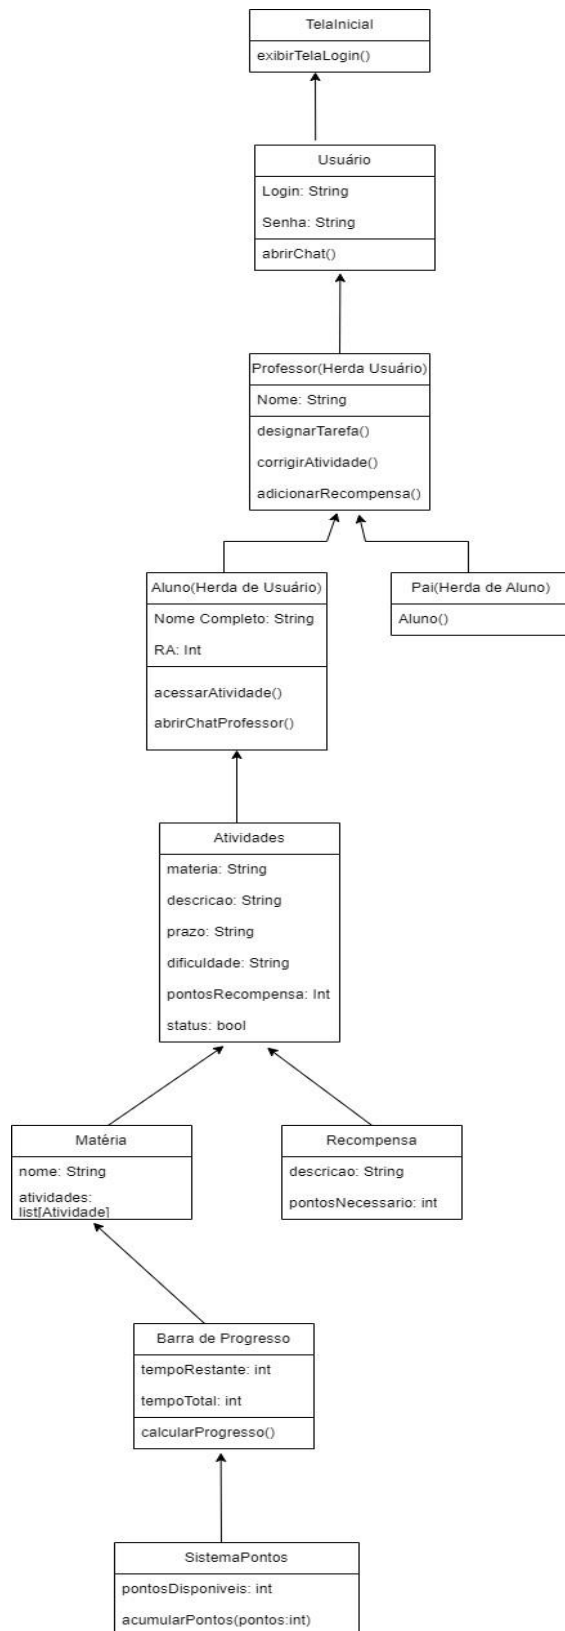 TelaInicial
exibirTelaLogin()
Usuário
Login: String
Senha: String
abrirChat()
Professor(Herda Usuário)
Nome: String
designarTarefa()
corrigirAtividade()
adicionarRecompensa()
Aluno(Herda de Usuário)
Nome Completo: String
RA: Int
acessarAtividade()
abrirChatProfessor()
Pai(Herda de Aluno)
Aluno()
Atividades
materia: String
descricao: String
prazo: String
dificuldade: String
pontosRecompensa: Int
status: bool
Matéria
nome: String
atividades:
list[Atividade]
Recompensa
descricao: String
pontosNecessario: int
Barra de Progresso
tempoRestante: int
tempoTotal: int
calcularProgresso()
SistemaPontos
pontosDisponiveis: int
acumularPontos(pontos:int)